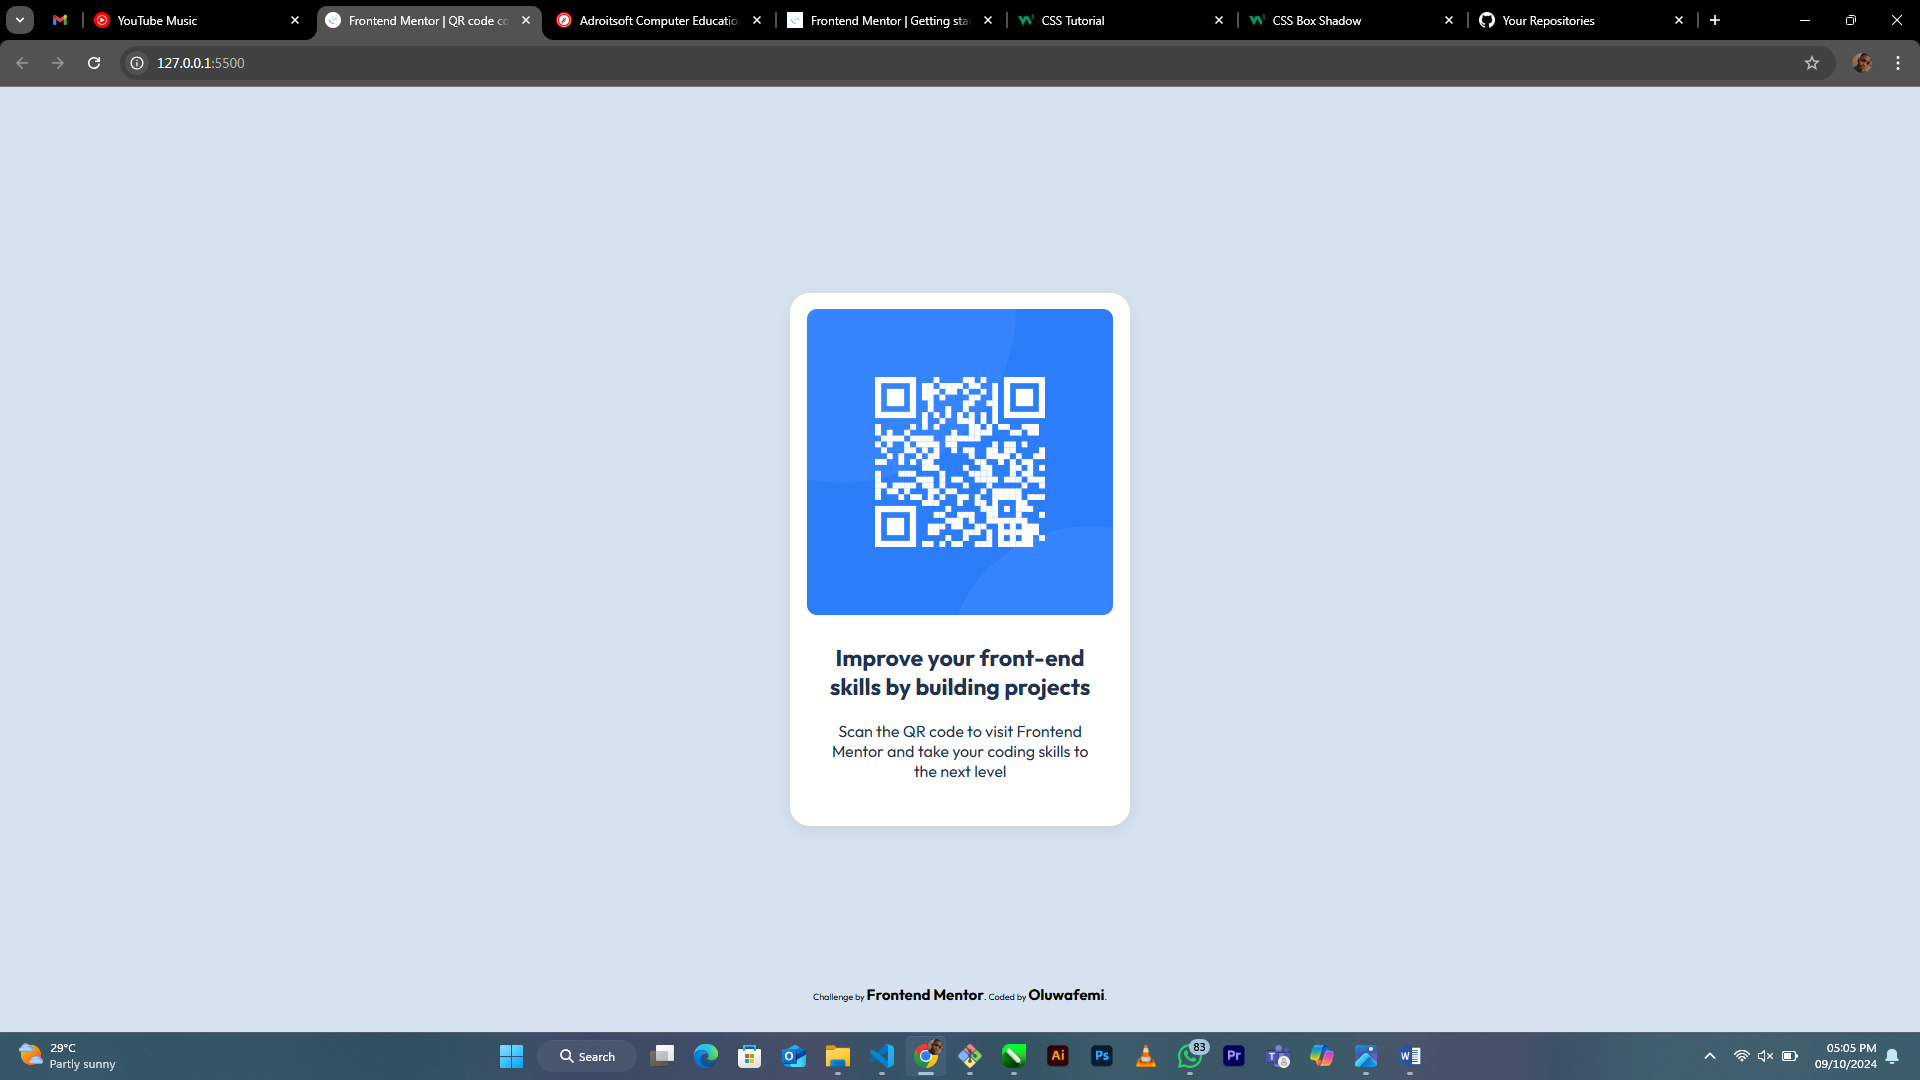 YouTube Music
Frontend Mentor | QR code co
Adroitsoft Computer Educatio
Frontend Mentor | Getting sta
CSS Tutorial
CSS Box Shadow
Your Repositories
127.0.0.1:5500
Improve your front-end
skills by building projects
Scan the QR code to visit Frontend
Mentor and take your coding skills to
the next level
Challenge by Frontend Mentor. Coded by Oluwafemi.
29°C
Partly sunny
Search
Ai
Ps
83
Pr
05:05 PM
09/10/2024